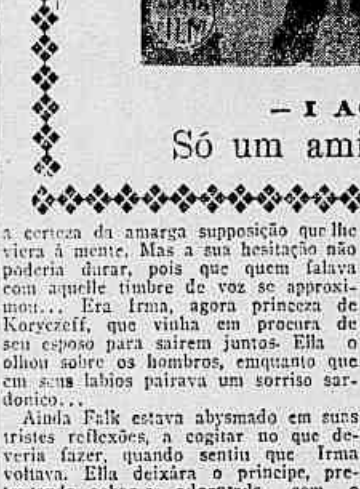 FILM
— I A
Só um am
a certeza da amarga supposição que lhe
viera á mente. Mas a sua hesitação não
poderia durar, pois que quem falava
com aquelle timbre de voz se approxi-
mou... Era Irma, agora princeza de
Koryczeff, que vinha em procura de
seu esposo para sairem juntos. Ella o
olhou sobre os hombros, emquanto que
em seus labios pairava um sorriso sar-
donico...
Ainda Falk estava abysmado em suas
tristes reflexões, a cogitar no que de-
veria fazer, quando sentiu que Irma
voltava. Ella deixára o principe, pre-